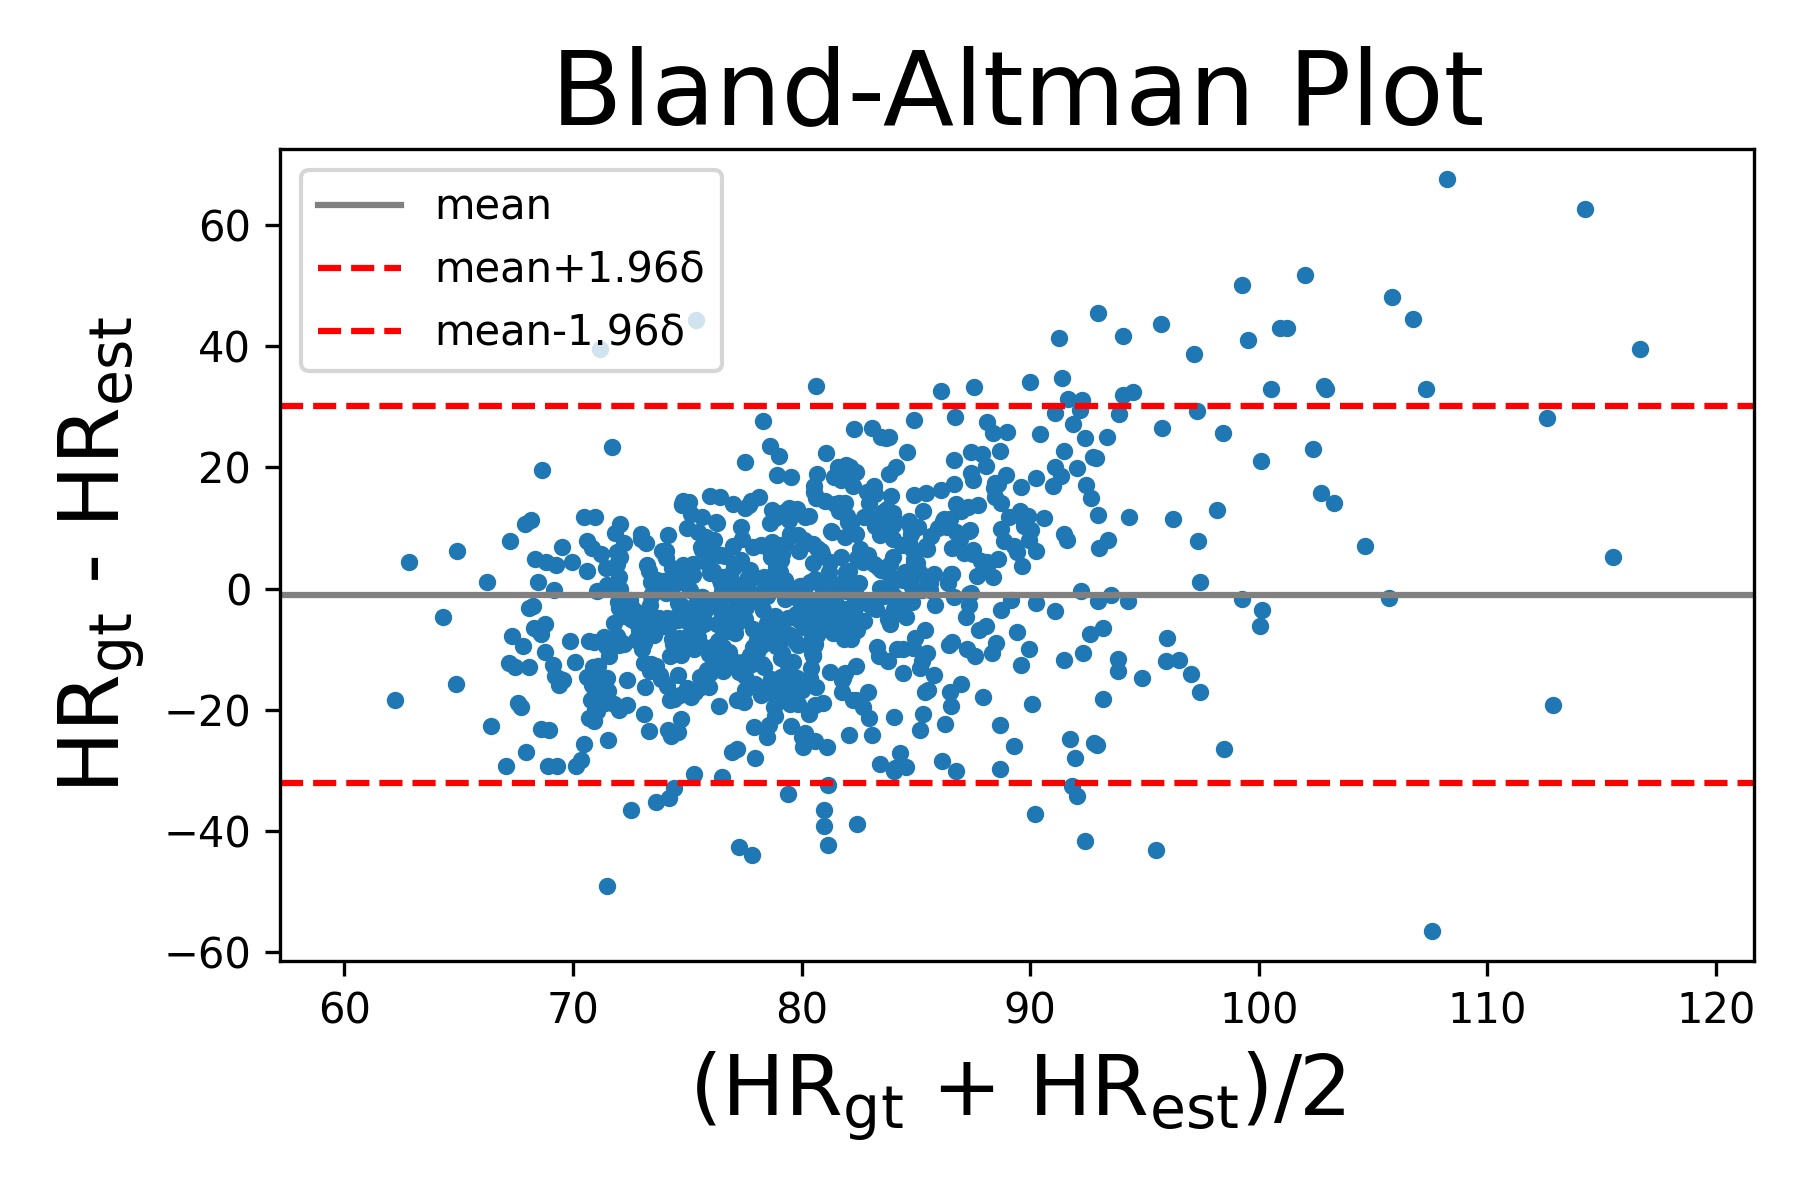 Bland-Altman Plot
HRgt - HRest
mean
mean+1.96δ
mean-1.96δ
60
40
20
0
−20
−40
−60
60 70 80 90 100 110 120
(HRgt + HRest)/2